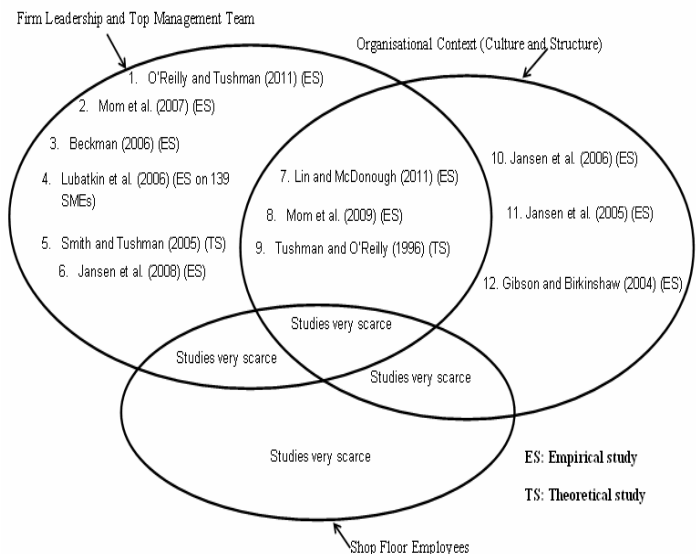 Firm Leadership and Top Management Team
Organisational Context (Culture and Structure)
1. O'Reilly and Tushman (2011) (ES)
2. Mom et al. (2007) (ES)
3. Beckman (2006) (ES)
4. Lubatkin et al. (2006) (ES on 139
SMEs)
5. Smith and Tushman (2005) (TS)
6. Jansen et al. (2008) (ES)
7. Lin and McDonough (2011) (ES)
8. Mom et al. (2009) (ES)
9. Tushman and O'Reilly (1996) (TS)
10. Jansen et al. (2006) (ES)
11. Jansen et al. (2005) (ES)
12. Gibson and Birkinshaw (2004) (ES)
Studies very scarce
Studies very scarce
Studies very scarce
Studies very scarce
ES: Empirical study
TS: Theoretical study
Shop Floor Employees